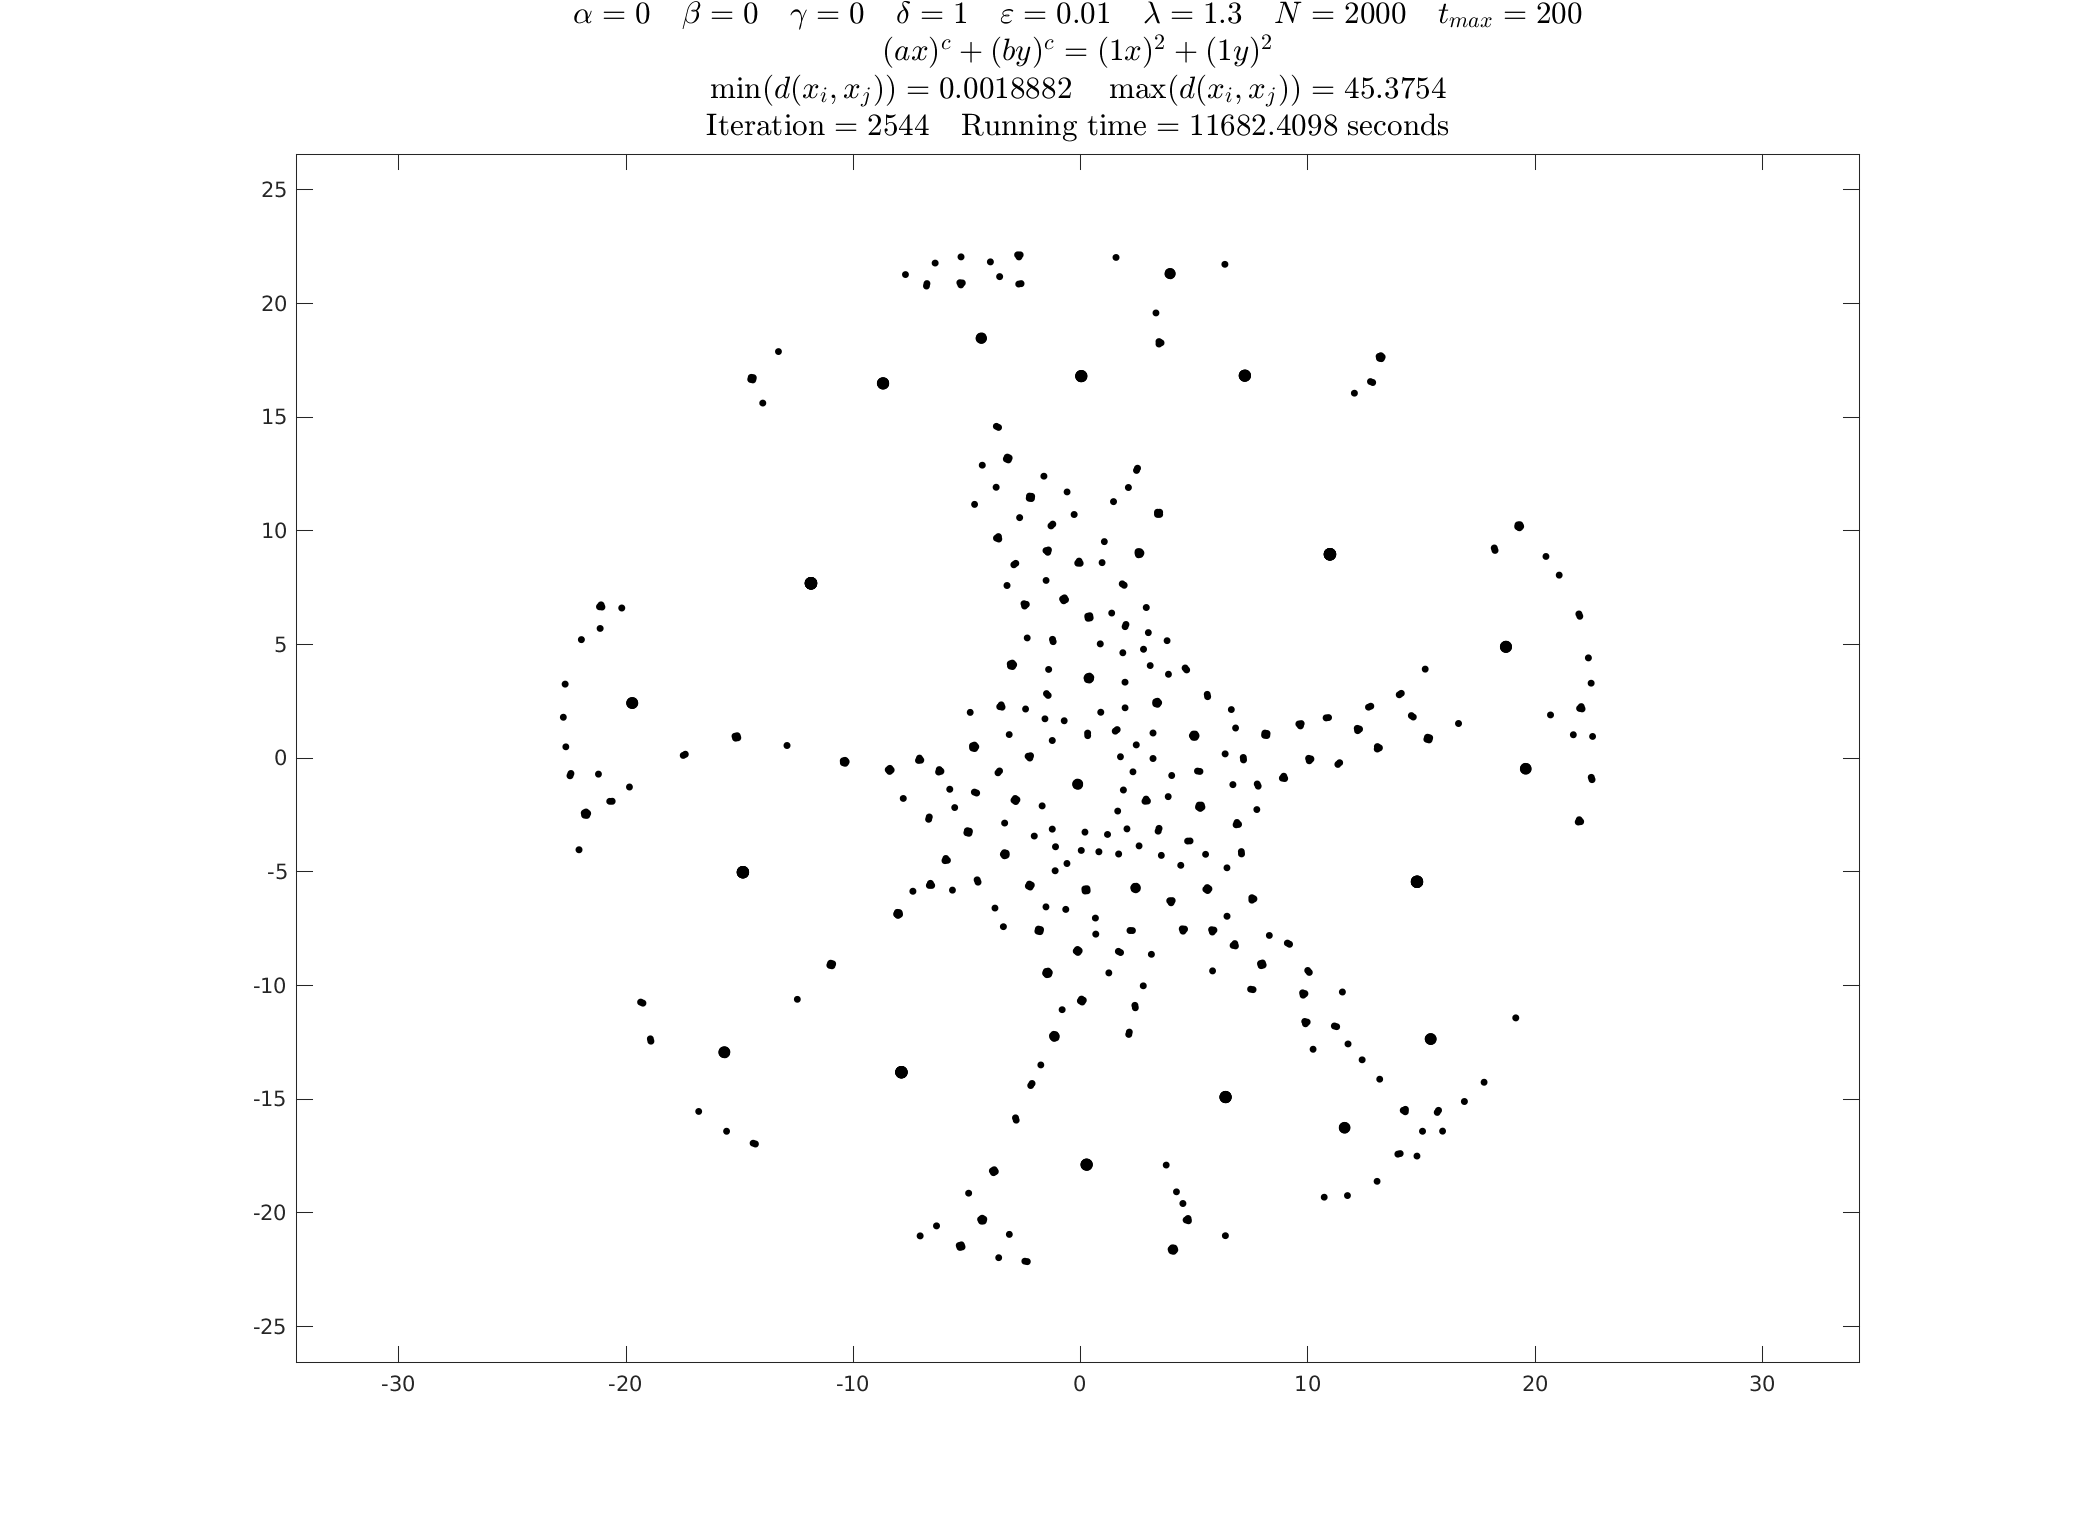 α = 0 β = 0 γ = 0 δ = 1 ε = 0.01 λ = 1.3 N = 2000 t_max = 200
(ax)^c + (by)^c = (1x)^2 + (1y)^2
min(d(x_i, x_j)) = 0.0018882 max(d(x_i, x_j)) = 45.3754
Iteration = 2544 Running time = 11682.4098 seconds
25
20
15
10
5
0
-5
-10
-15
-20
-25
-30 -20 -10 0 10 20 30